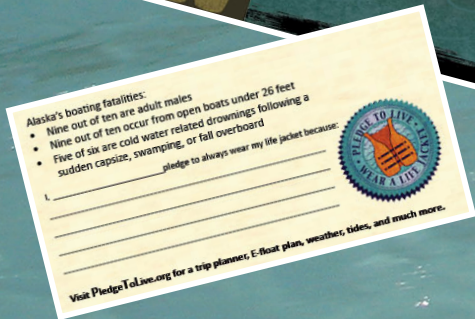 Alaska's boating fatalities:
• Nine out of ten are adult males
• Nine out of ten occur from open boats under 26 feet
• Five of six are cold water related drownings following a
sudden capsize, swamping, or fall overboard
I, ____________________pledge to always wear my life jacket because:
PLEDGE TO LIVE
WEAR A LIFE JACKET
Visit PledgeToLive.org for a trip planner, E-float plan, weather, tides, and much more.